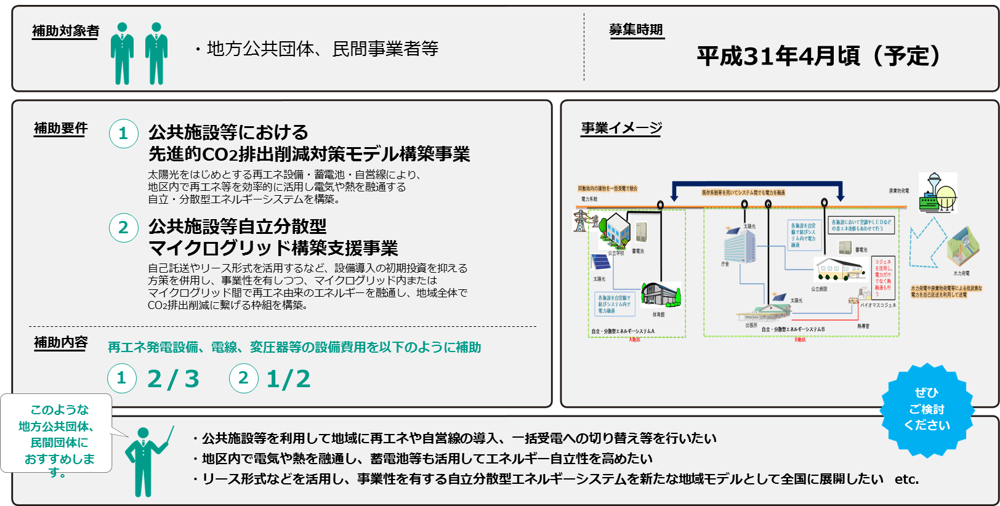 補助対象者
・地方公共団体、民間事業者等
募集時期
平成31年4月頃（予定）
補助要件
1
公共施設等における
先進的CO2排出削減対策モデル構築事業
太陽光をはじめとする再エネ設備・蓄電池・自営線により、
地区内で再エネ等を効率的に活用し電気や熱を融通する
自立・分散型エネルギーシステムを構築。
2
公共施設等自立分散型
マイクログリッド構築支援事業
自己託送やリース形式を活用するなど、設備導入の初期投資を抑える
方策を併用し、事業性を有しつつ、マイクログリッド内または
マイクログリッド間で再エネ由来のエネルギーを融通し、地域全体で
CO2排出削減に繋げる枠組を構築。
補助内容
再エネ発電設備、電線、変圧器等の設備費用を以下のように補助
1 2/3 2 1/2
事業イメージ
同敷地内の建物を一括受電で統合
電力系統
既存系統等を用いてシステム間でも電力を融通
廃棄物発電
公立学校
蓄電池
太陽光
各施設を自営線で
結びシステム内で
電力融通
体育館
自立・分散型エネルギーシステムA
A地区
太陽光
庁舎
各施設を自営
線で結びシス
テム内で電力
融通
各施設において空調やＬＥＤなど
の省エネ改修もあわせて行う
蓄電池
公立病院
コジェネ
を活用し、
電力だけ
でなく熱
融通も行
う
バイオマスコジェネ
太陽光
出張所
熱導管
自立・分散型エネルギーシステムB
B地区
水力発電
水力発電や廃棄物発電等による低炭素な
電力を自己託送を利用して送電
ぜひ
ご検討
ください
このような
地方公共団体、
民間団体に
おすすめしま
す。
・公共施設等を利用して地域に再エネや自営線の導入、一括受電への切り替え等を行いたい
・地区内で電気や熱を融通し、蓄電池等も活用してエネルギー自立性を高めたい
・リース形式などを活用し、事業性を有する自立分散型エネルギーシステムを新たな地域モデルとして全国に展開したい etc.